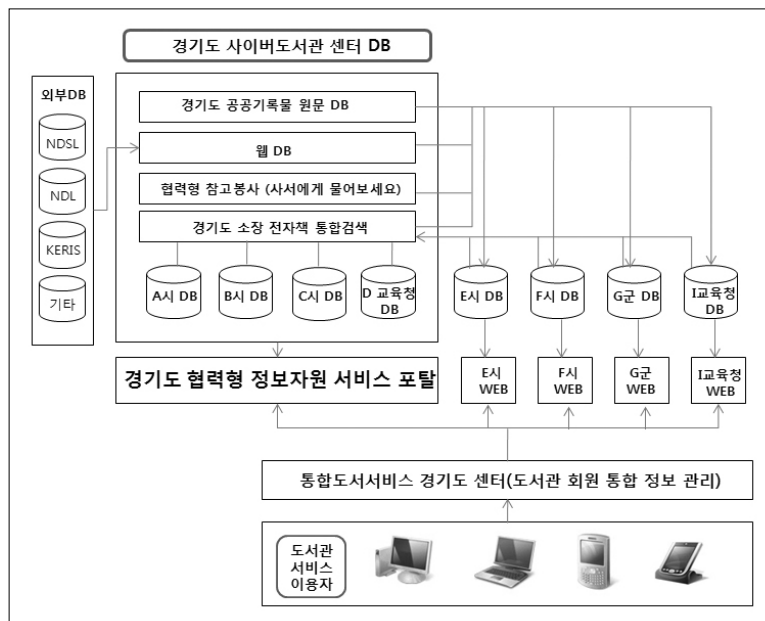 경기도 사이버도서관 센터 DB
외부DB
NDSL
NDL
KERIS
기타
경기도 공공기록물 원문 DB
웹 DB
협력형 참고봉사 (사서에게 물어보세요)
경기도 소장 전자책 통합검색
A시 DB
B시 DB
C시 DB
D 교육청
DB
E시 DB
F시 DB
G군 DB
I교육청
DB
경기도 협력형 정보자원 서비스 포탈
E시
WEB
F시
WEB
G군
WEB
I교육청
WEB
통합도서서비스 경기도 센터(도서관 회원 통합 정보 관리)
도서관
서비스
이용자